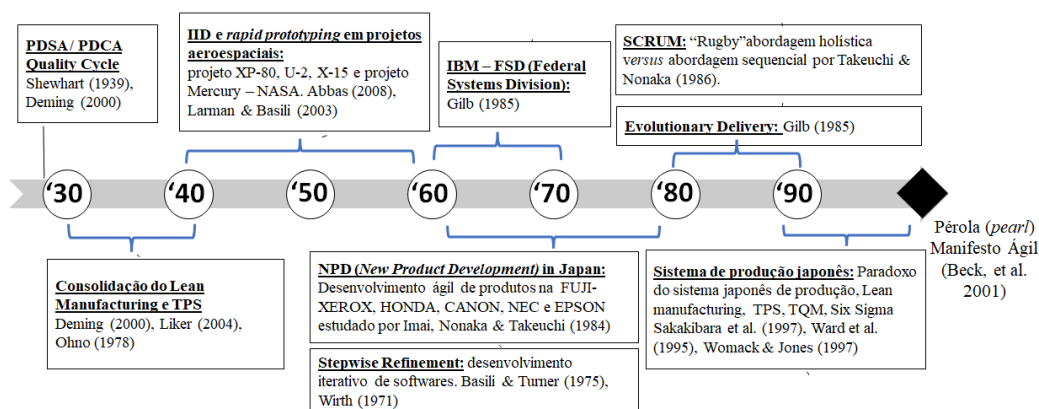 PDSA / PDCA
Quality Cycle
Shewhart (1939),
Deming (2000)
IID e rapid prototyping em projetos
aeroespaciais:
projeto XP-80, U-2, X-15 e projeto
Mercury – NASA. Abbas (2008),
Larman & Basili (2003)
IBM – FSD (Federal
Systems Division):
Gilb (1985)
SCRUM: “Rugby”abordagem holística
versus abordagem sequencial por Takeuchi &
Nonaka (1986).
Evolutionary Delivery: Gilb (1985)
‘30
‘40
‘50
‘60
‘70
‘80
‘90
Pérola (pearl)
Manifesto Ágil
(Beck, et al.
2001)
Consolidação do Lean
Manufacturing e TPS
Deming (2000), Liker (2004),
Ohno (1978)
NPD (New Product Development) in Japan:
Desenvolvimento ágil de produtos na FUJI-
XEROX, HONDA, CANON, NEC e EPSON
estudado por Imai, Nonaka & Takeuchi (1984)
Stepwise Refinement: desenvolvimento
iterativo de softwares. Basili & Turner (1975),
Wirth (1971)
Sistema de produção japonês: Paradoxo
do sistema japonês de produção, Lean
manufacturing, TPS, TQM, Six Sigma
Sakakibara et al. (1997), Ward et al.
(1995), Womack & Jones (1997)